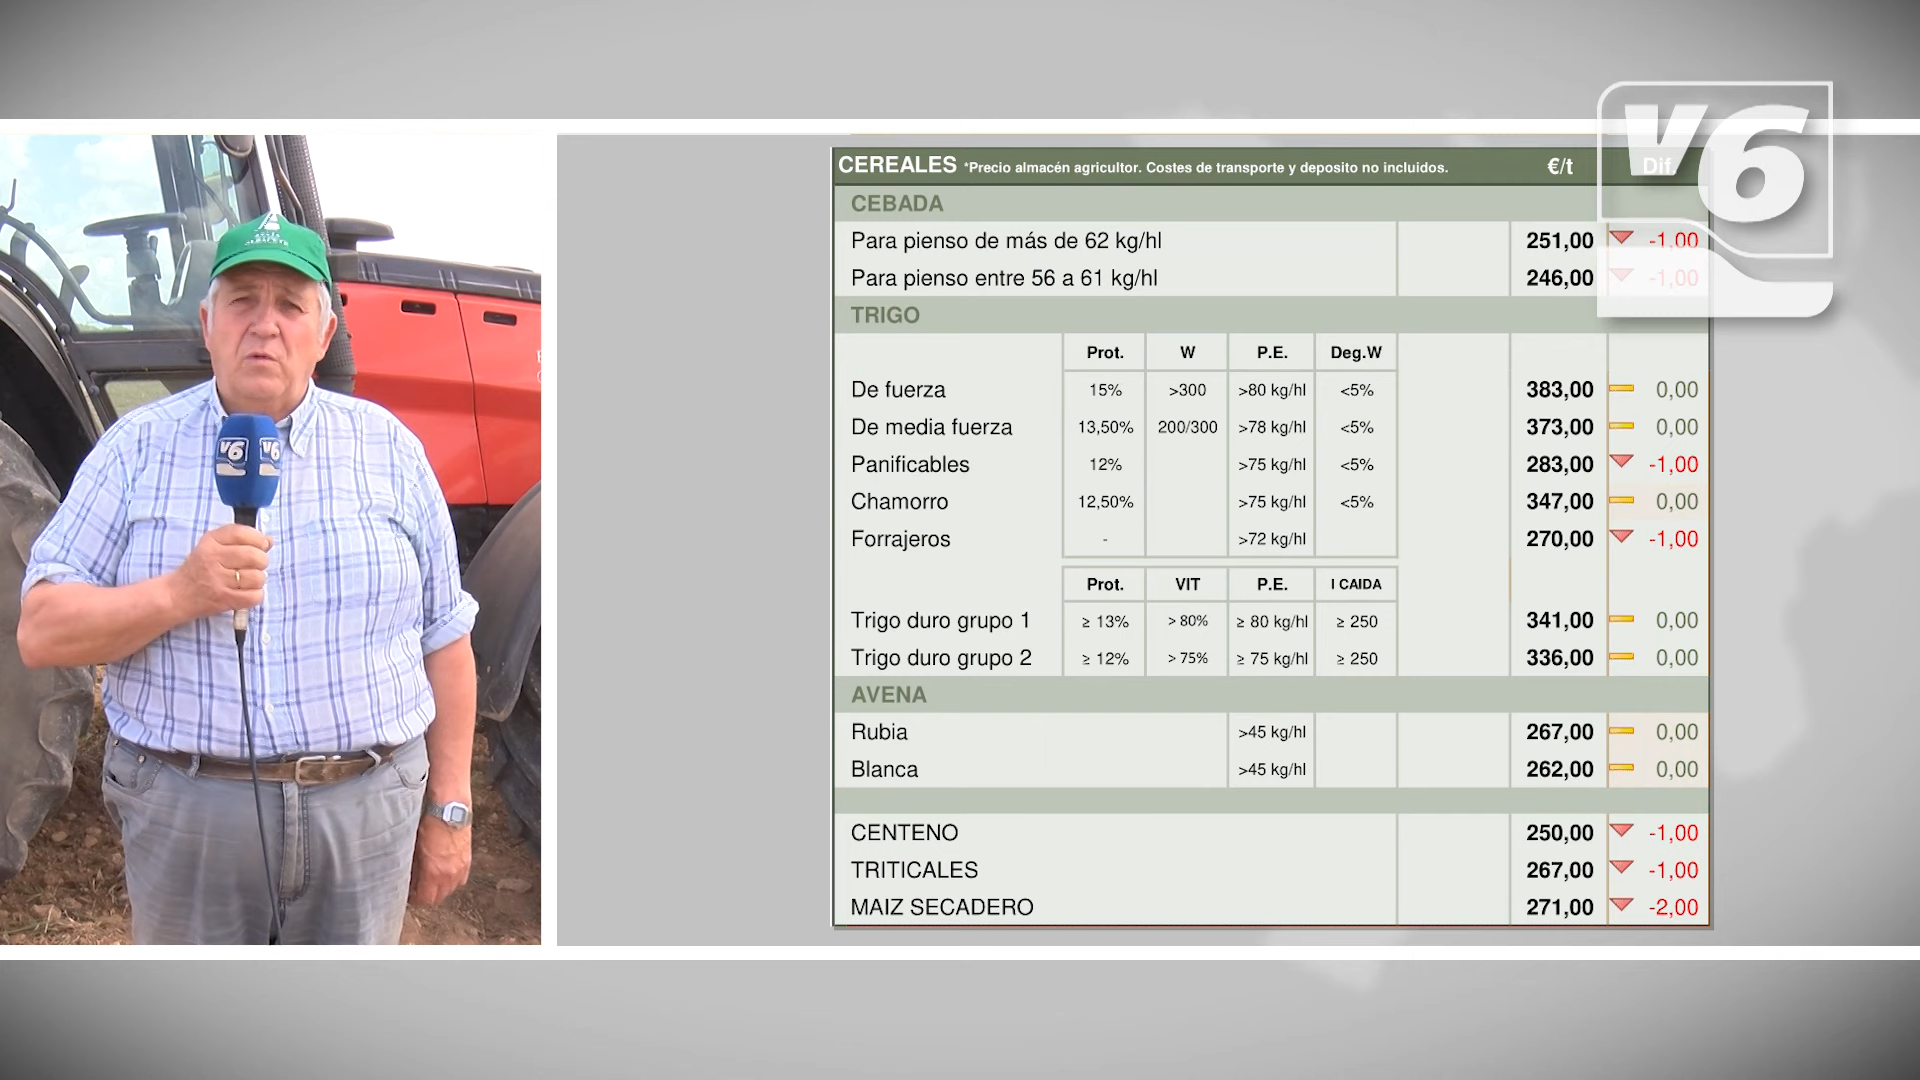 V6
CEREALES *Precio almacén agricultor. Costes de transporte y deposito no incluidos. €/t Dif.
CEBADA
Para pienso de más de 62 kg/hl 251,00 -1,00
Para pienso entre 56 a 61 kg/hl 246,00 -1,00
TRIGO
Prot. W P.E. Deg.W
De fuerza 15% >300 >80 kg/hl <5% 383,00 0,00
De media fuerza 13,50% 200/300 >78 kg/hl <5% 373,00 0,00
Panificables 12% >75 kg/hl <5% 283,00 -1,00
Chamorro 12,50% >75 kg/hl <5% 347,00 0,00
Forrajeros - >72 kg/hl 270,00 -1,00
Prot. VIT P.E. I CAIDA
Trigo duro grupo 1 ≥ 13% > 80% ≥ 80 kg/hl ≥ 250 341,00 0,00
Trigo duro grupo 2 ≥ 12% > 75% ≥ 75 kg/hl ≥ 250 336,00 0,00
AVENA
Rubia >45 kg/hl 267,00 0,00
Blanca >45 kg/hl 262,00 0,00
CENTENO 250,00 -1,00
TRITICALES 267,00 -1,00
MAIZ SECADERO 271,00 -2,00
V6 V6